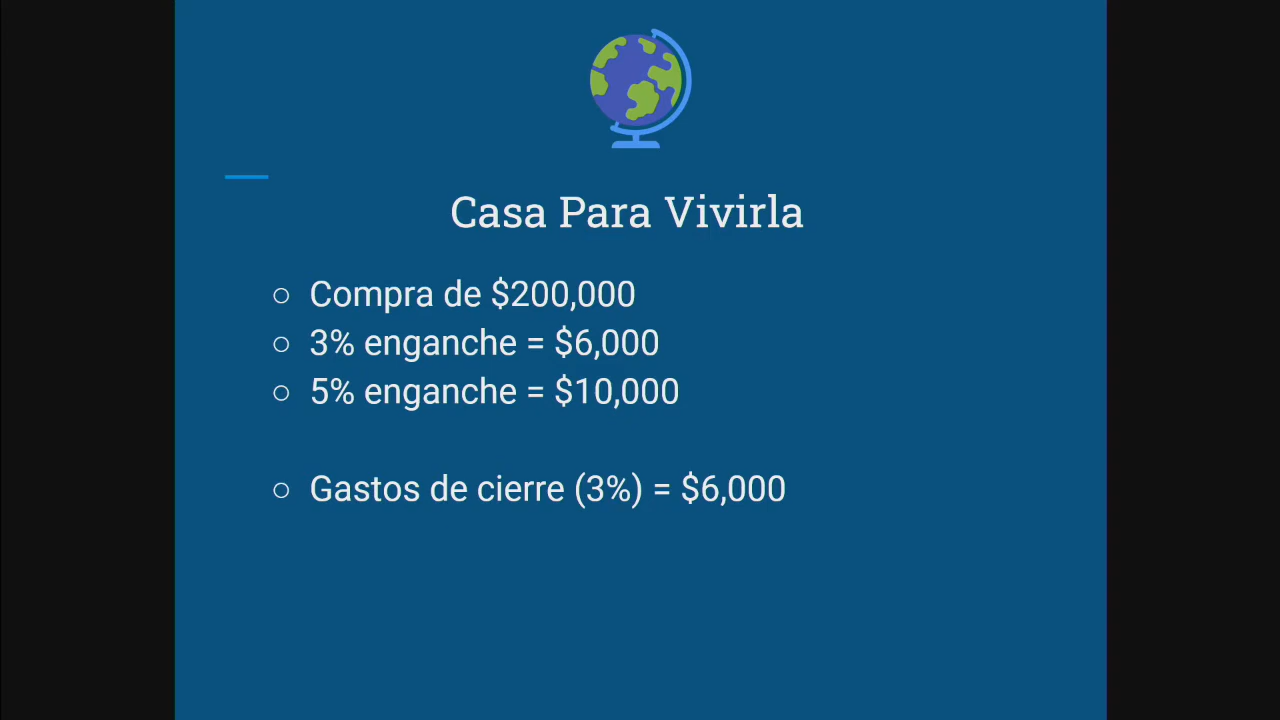 Casa Para Vivirla
○ Compra de $200,000
○ 3% enganche = $6,000
○ 5% enganche = $10,000
○ Gastos de cierre (3%) = $6,000